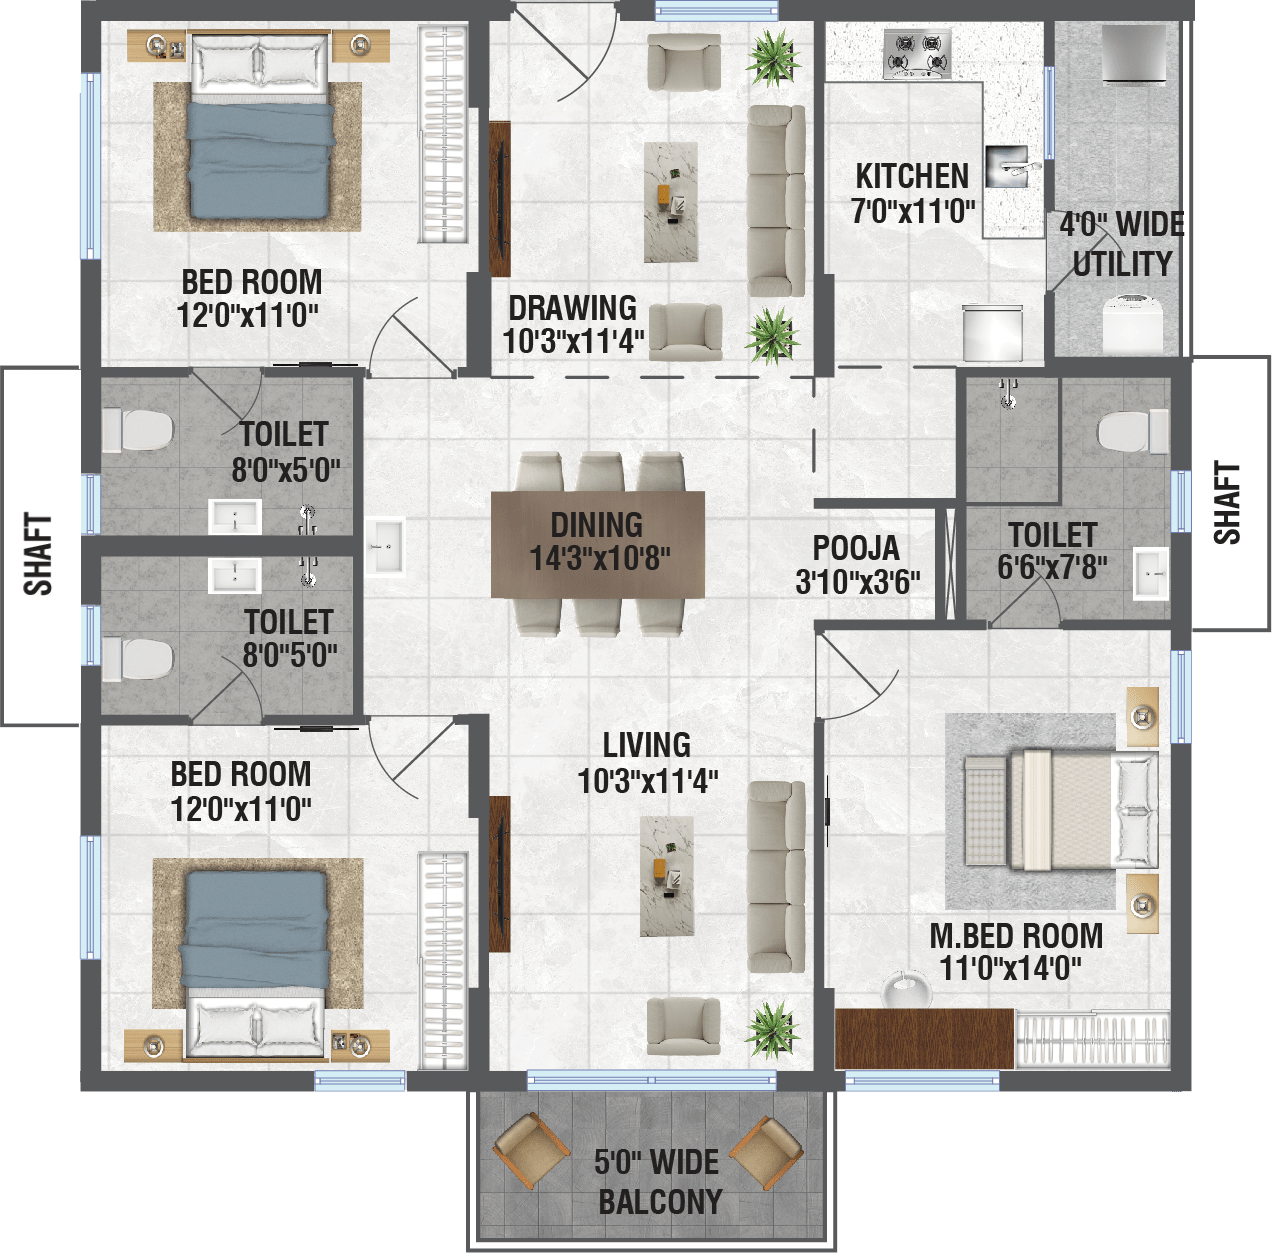 KITCHEN
7'0"x11'0"
4'0" WIDE
UTILITY
BED ROOM
12'0"x11'0"
DRAWING
10'3"x11'4"
TOILET
8'0"x5'0"
SHAFT
DINING
14'3"x10'8"
POOJA
3'10"x3'6"
TOILET
6'6"x7'8"
SHAFT
TOILET
8'0"5'0"
LIVING
10'3"x11'4"
BED ROOM
12'0"x11'0"
M.BED ROOM
11'0"x14'0"
5'0" WIDE
BALCONY